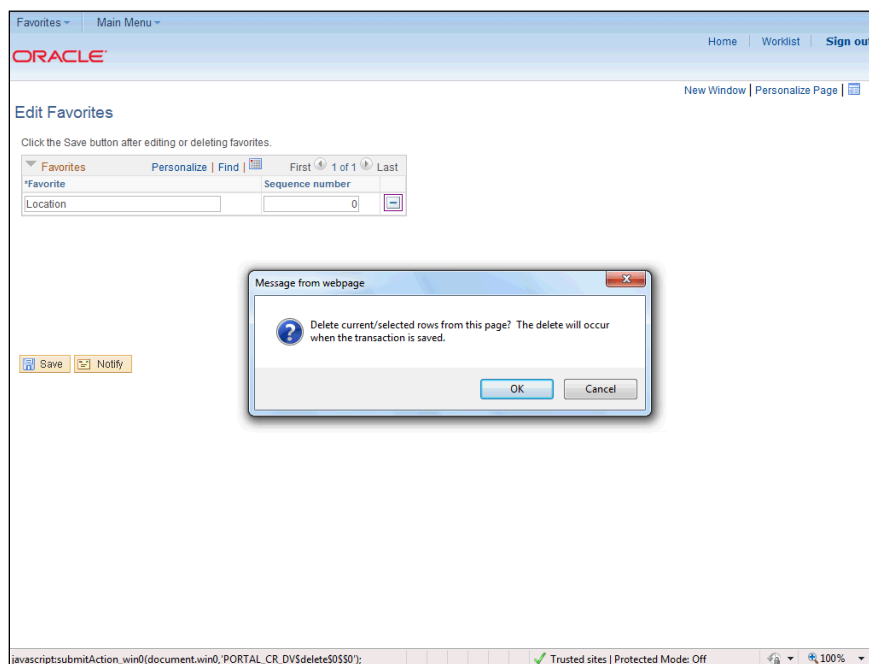 Favorites Main Menu
Home Worklist Sign out
ORACLE
New Window Personalize Page
Edit Favorites
Click the Save button after editing or deleting favorites.
Favorites Personalize | Find | First 1 of 1 Last
*Favorite Sequence number
Location 0
Message from webpage
Delete current/selected rows from this page? The delete will occur
when the transaction is saved.
OK Cancel
Save Notify
javascript:submitAction_win0(document.win0,'PORTAL_CR_DV$delete$0$$0'); Trusted sites | Protected Mode: Off 100%